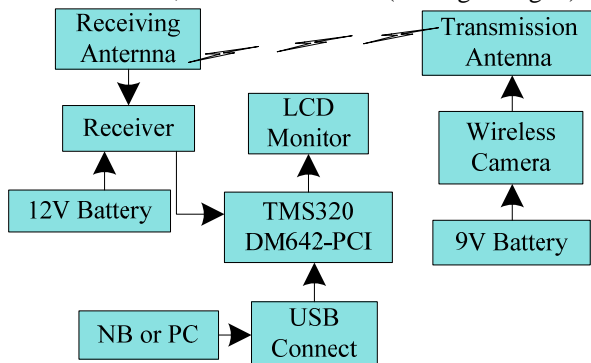 Receiving
Anternna
Transmission
Antenna
Receiver
LCD
Monitor
Wireless
Camera
12V Battery
TMS320
DM642-PCI
9V Battery
NB or PC
USB
Connect